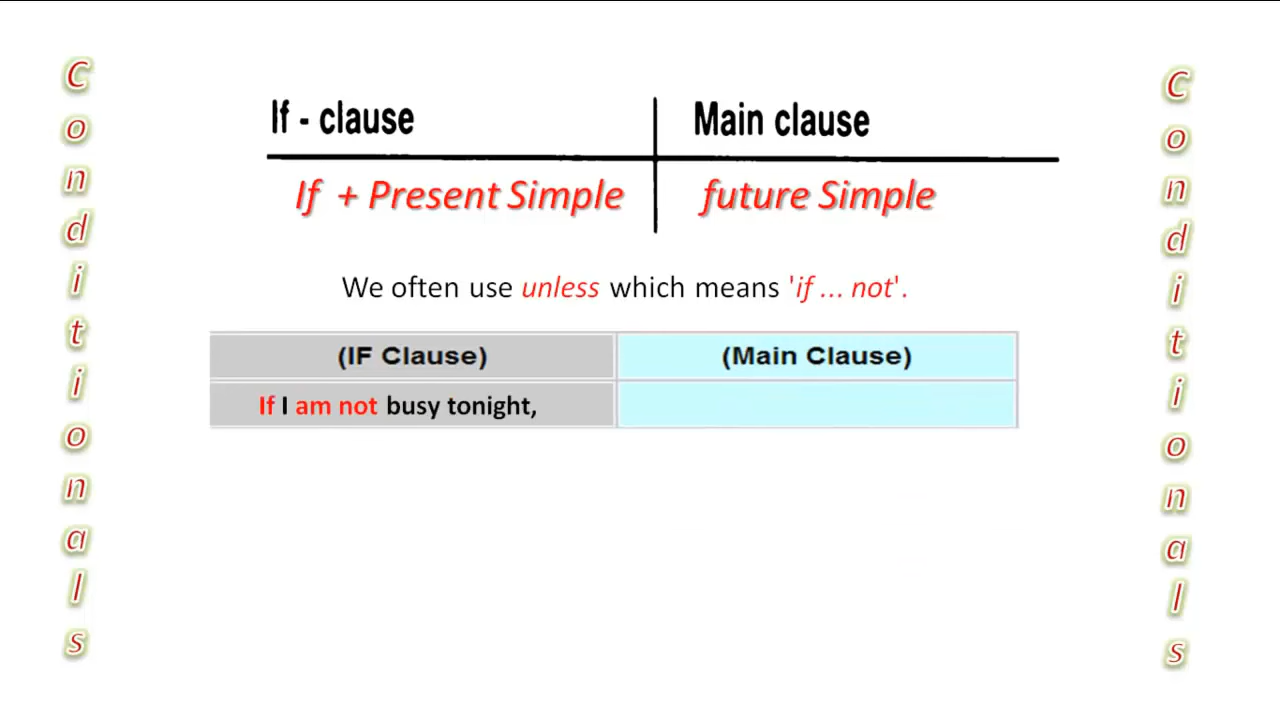 Conditionals
If - clause
Main clause
If + Present Simple
future Simple
We often use unless which means 'if ... not'.
(IF Clause)
(Main Clause)
If I am not busy tonight,
Conditionals